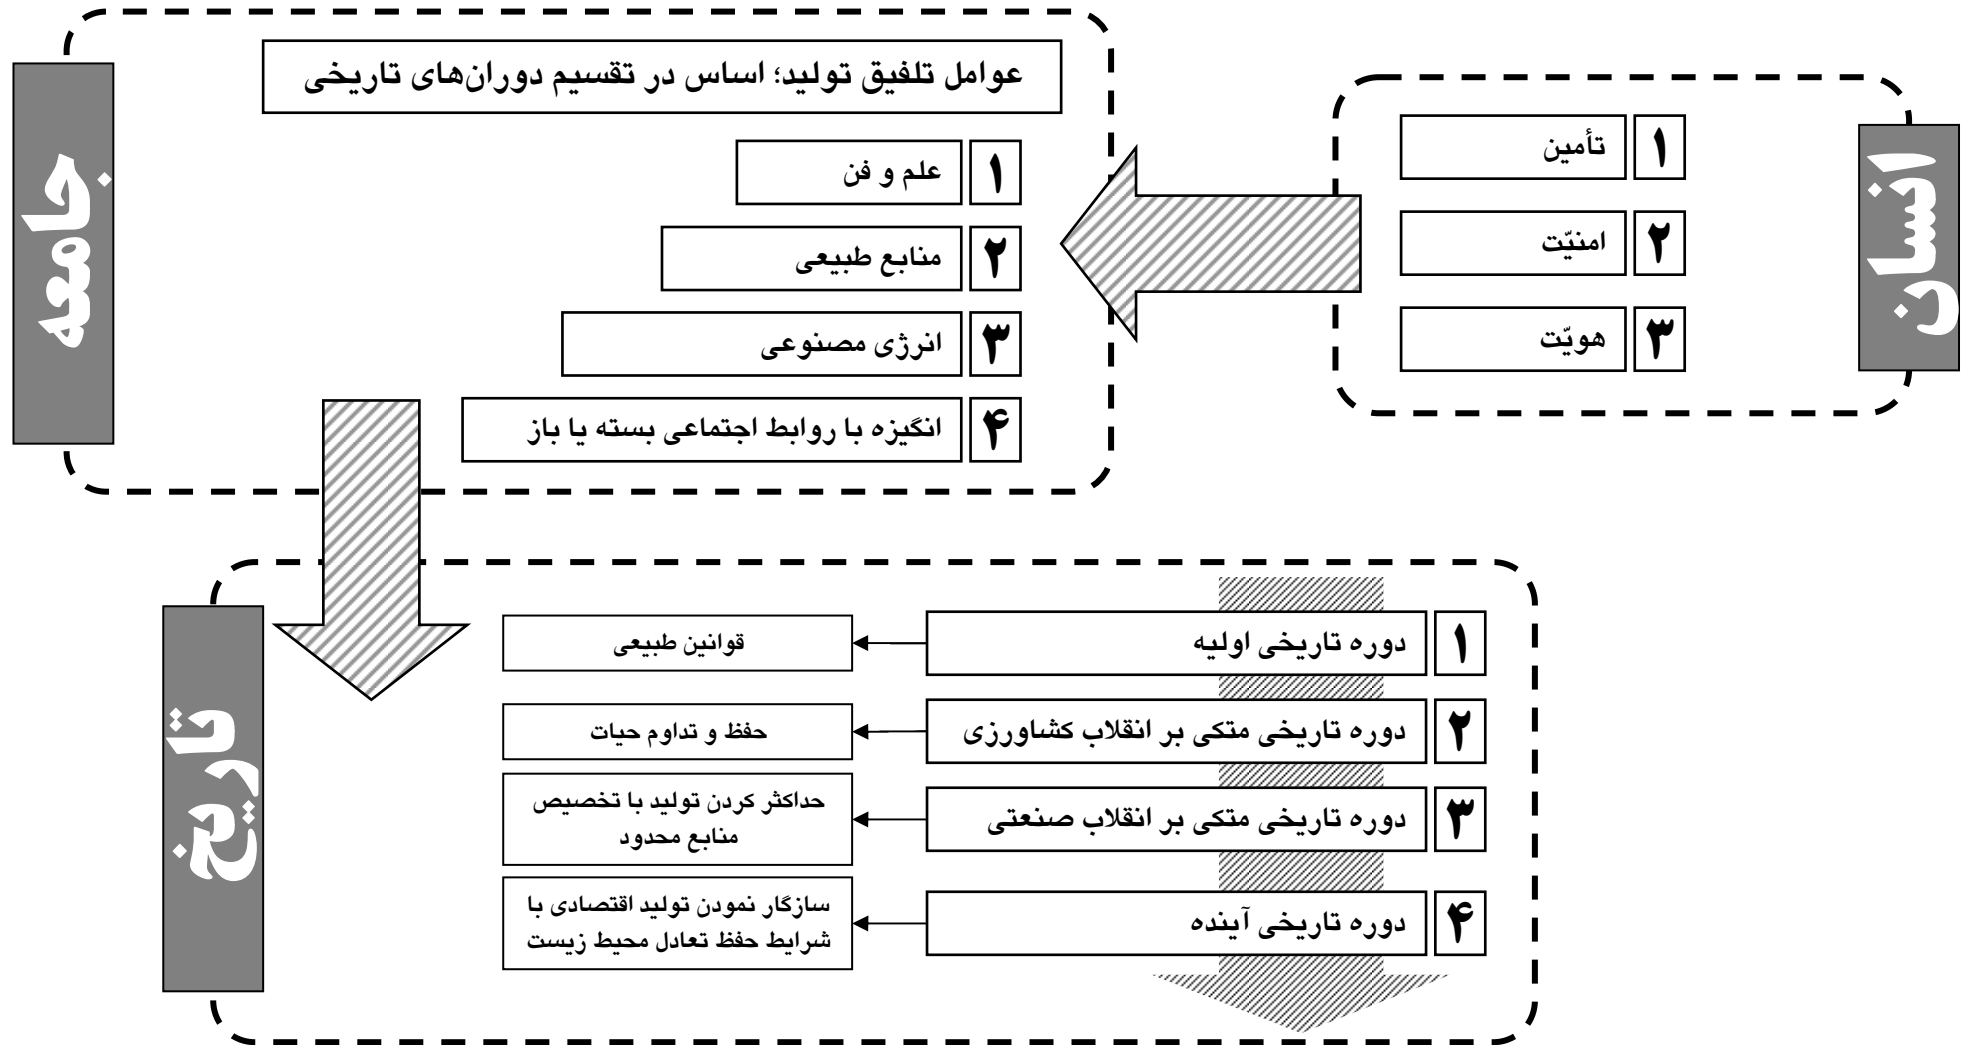 انسان
۱ تأمین
۲ امنیّت
۳ هویّت
جامعه
عوامل تلفیق تولید؛ اساس در تقسیم دوران‌های تاریخی
۱ علم و فن
۲ منابع طبیعی
۳ انرژی مصنوعی
۴ انگیزه با روابط اجتماعی بسته یا باز
تاریخ
۱ دوره تاریخی اولیه
قوانین طبیعی
۲ دوره تاریخی متکی بر انقلاب کشاورزی
حفظ و تداوم حیات
۳ دوره تاریخی متکی بر انقلاب صنعتی
حداکثر کردن تولید با تخصیص
منابع محدود
۴ دوره تاریخی آینده
سازگار نمودن تولید اقتصادی با
شرایط حفظ تعادل محیط زیست